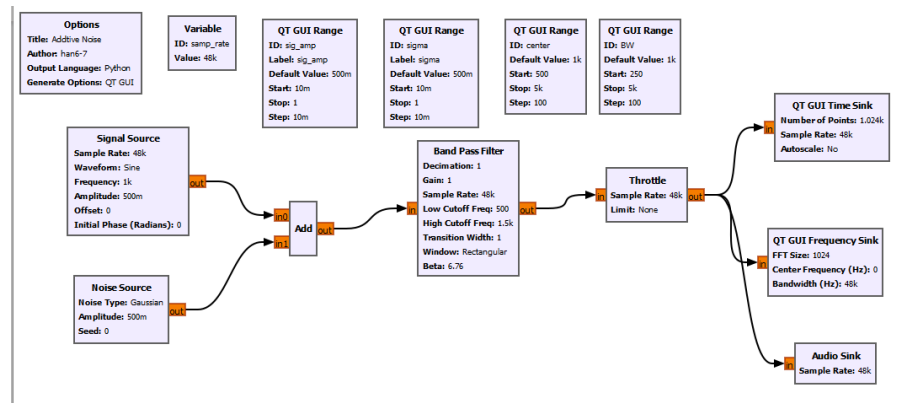 Options
Title: Addtive Noise
Author: han6-7
Output Language: Python
Generate Options: QT GUI
Variable
ID: samp_rate
Value: 48k
QT GUI Range
ID: sig_amp
Label: sig_amp
Default Value: 500m
Start: 10m
Stop: 1
Step: 10m
QT GUI Range
ID: sigma
Label: sigma
Default Value: 500m
Start: 10m
Stop: 1
Step: 10m
QT GUI Range
ID: center
Default Value: 1k
Start: 500
Stop: 5k
Step: 100
QT GUI Range
ID: BW
Default Value: 1k
Start: 250
Stop: 5k
Step: 100
Signal Source
Sample Rate: 48k
Waveform: Sine
Frequency: 1k
Amplitude: 500m
Offset: 0
Initial Phase (Radians): 0
out
Noise Source
Noise Type: Gaussian
Amplitude: 500m
Seed: 0
out
in0
in1
Add
out
Band Pass Filter
Decimation: 1
Gain: 1
Sample Rate: 48k
Low Cutoff Freq: 500
High Cutoff Freq: 1.5k
Transition Width: 1
Window: Rectangular
Beta: 6.76
in
out
Throttle
Sample Rate: 48k
Limit: None
in
out
QT GUI Time Sink
Number of Points: 1.024k
Sample Rate: 48k
Autoscale: No
in
QT GUI Frequency Sink
FFT Size: 1024
Center Frequency (Hz): 0
Bandwidth (Hz): 48k
in
Audio Sink
Sample Rate: 48k
in